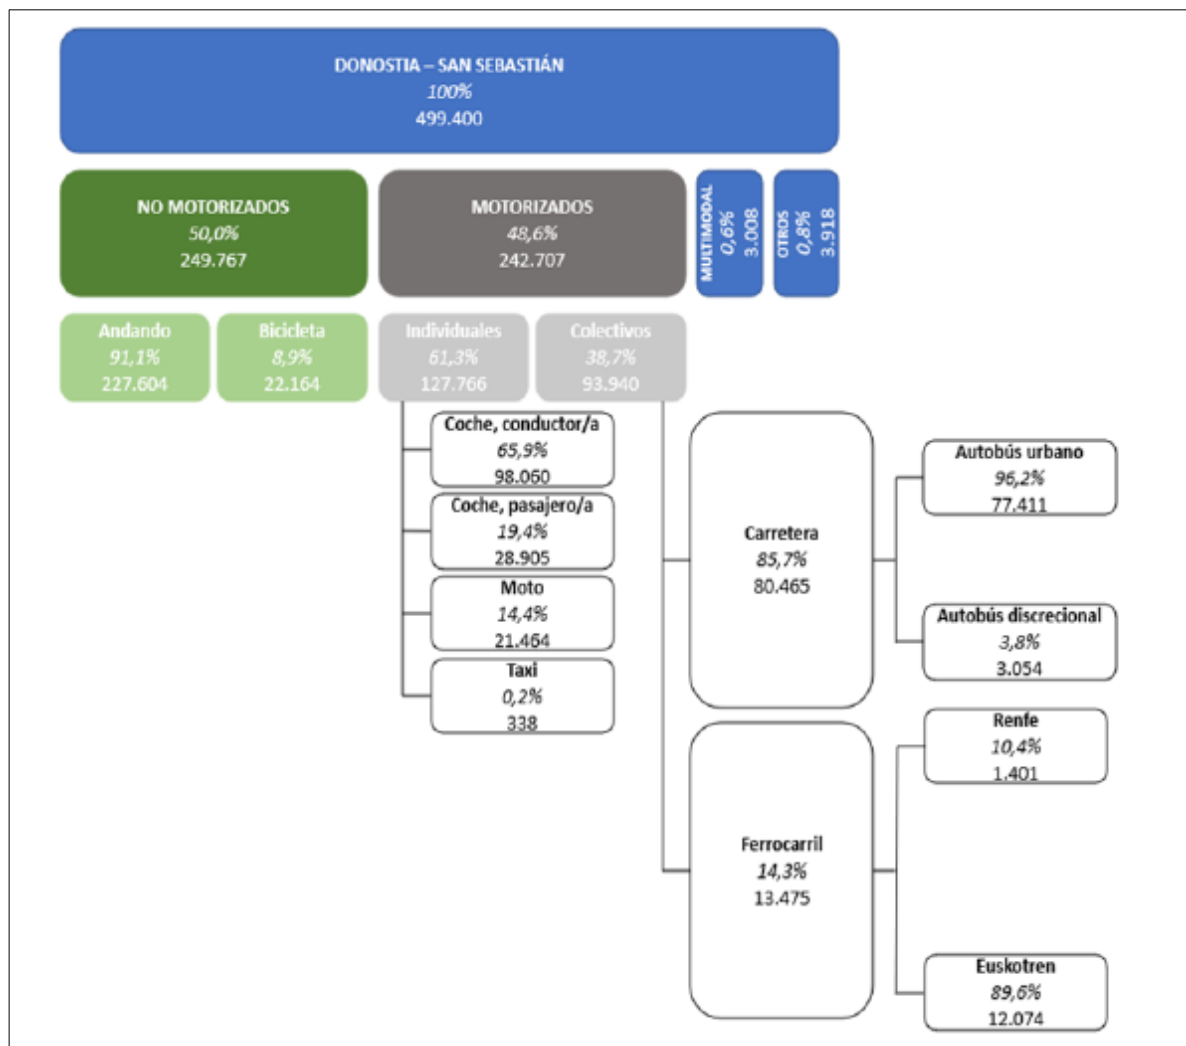 DONOSTIA – SAN SEBASTIÁN
100%
499.400
NO MOTORIZADOS
50,0%
249.767
MOTORIZADOS
48,6%
242.707
MULTIMODAL
0,6%
3.008
OTROS
0,8%
3.918
Andando
91,1%
227.604
Bicicleta
8,9%
22.164
Individuales
61,3%
127.766
Colectivos
38,7%
93.940
Coche, conductor/a
65,9%
98.060
Coche, pasajero/a
19,4%
28.905
Moto
14,4%
21.464
Taxi
0,2%
338
Carretera
85,7%
80.465
Autobús urbano
96,2%
77.411
Autobús discrecional
3,8%
3.054
Ferrocarril
14,3%
13.475
Renfe
10,4%
1.401
Euskotren
89,6%
12.074